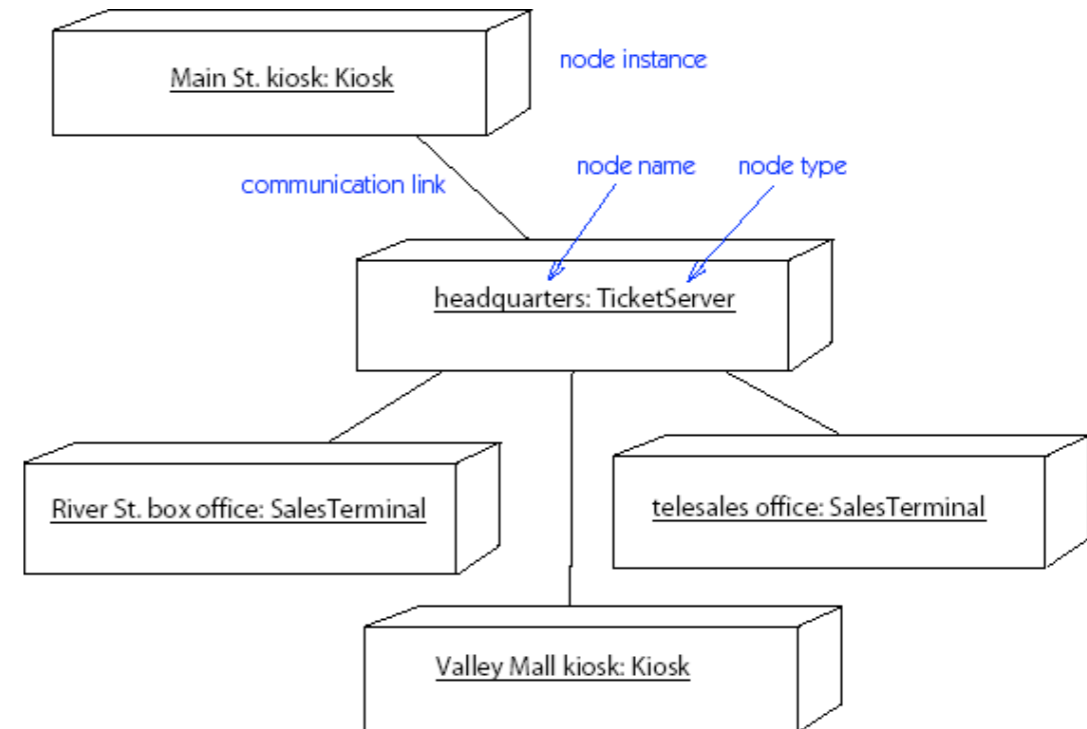 Main St. kiosk: Kiosk
node instance
communication link
node name
node type
headquarters: TicketServer
River St. box office: SalesTerminal
telesales office: SalesTerminal
Valley Mall kiosk: Kiosk